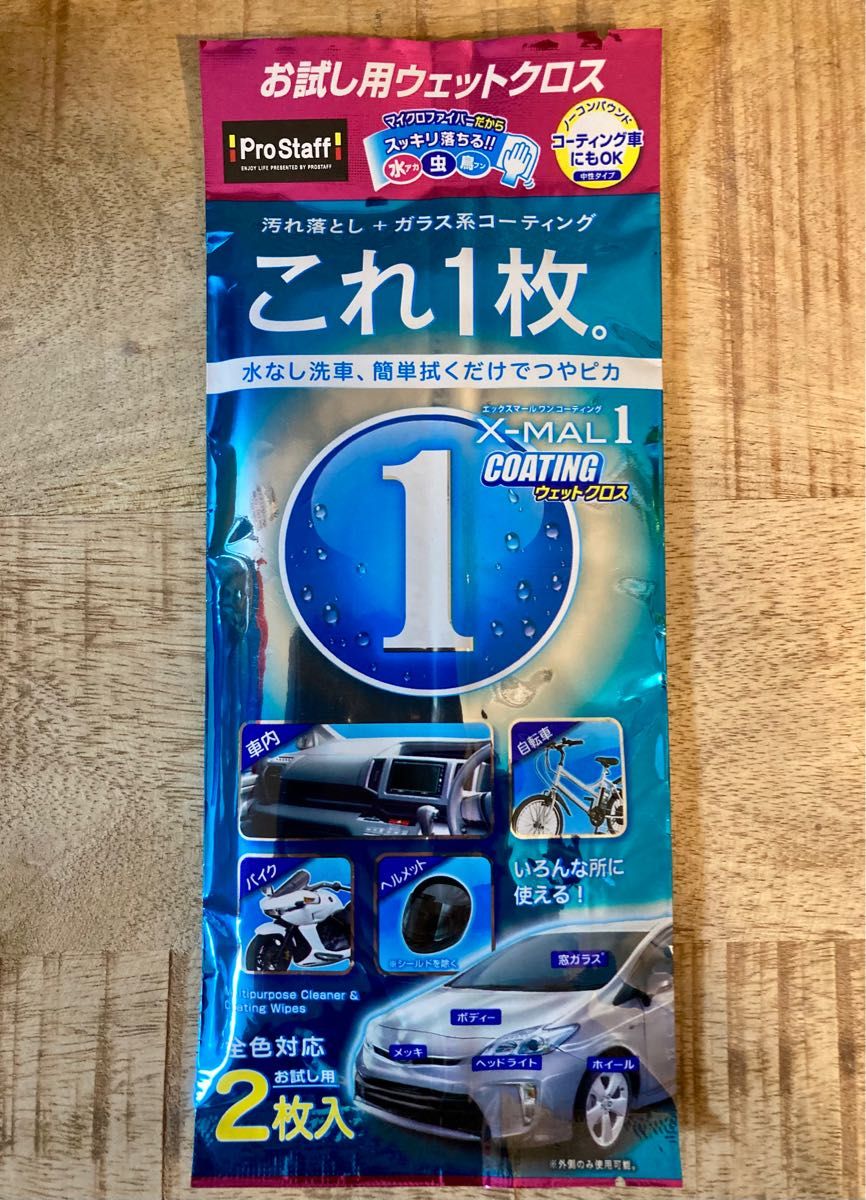 お試し用ウェットクロス
Pro Staff
ENJOY LIFE PRESENTED BY PROSTAFF
マイクロファイバーだから
スッキリ落ちる!!
水アカ 虫 鳥フン
ノーコンパウンド
コーティング車
にもOK
中性タイプ
汚れ落とし + ガラス系コーティング
これ1枚。
水なし洗車、簡単拭くだけでつやピカ
エックスマールワンコーティング
X-MAL 1
COATING
ウェットクロス
1
車内
自転車
バイク
ヘルメット
※シールドを除く
いろんな所に
使える!
Multipurpose Cleaner &
Coating Wipes
窓ガラス*
ボディー
メッキ
ヘッドライト
ホイール
全色対応
お試し用
2枚入
※外側のみ使用可能。